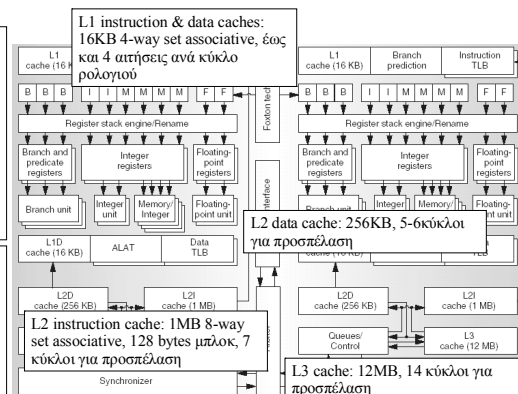 L1 instruction & data caches:
16KB 4-way set associative, έως
και 4 αιτήσεις ανά κύκλο
ρολογιού
L1
cache (16 K
L1
cache (16 KB)
Branch
prediction
Instruction
TLB
B B B I I M M M M F F
Foxton tech
B B B I I M M M M F F
Register stack engine/Rename
Register stack engine/Rename
Branch and
predicate
registers
Integer
registers
Floating-
point
registers
Branch and
predicate
registers
Integer
registers
Floating-
point
registers
Branch unit
Integer
unit
Memory/
Integer
Floating-
point unit
Branch unit
Integer
unit
Memory/
Integer
L2 data cache: 256KB, 5-6κύκλοι
για προσπέλαση
L1D
cache (16 KB)
ALAT
Data
TLB
L2D
cache (256 KB)
L2I
cache (1 MB)
L2D
cache (256 KB)
L2I
cache (1 MB)
L2 instruction cache: 1MB 8-way
set associative, 128 bytes μπλοκ, 7
κύκλοι για προσπέλαση
Queues/
Control
L3
cache (12 MB)
Synchronizer
L3 cache: 12MB, 14 κύκλοι για
προσπέλαση